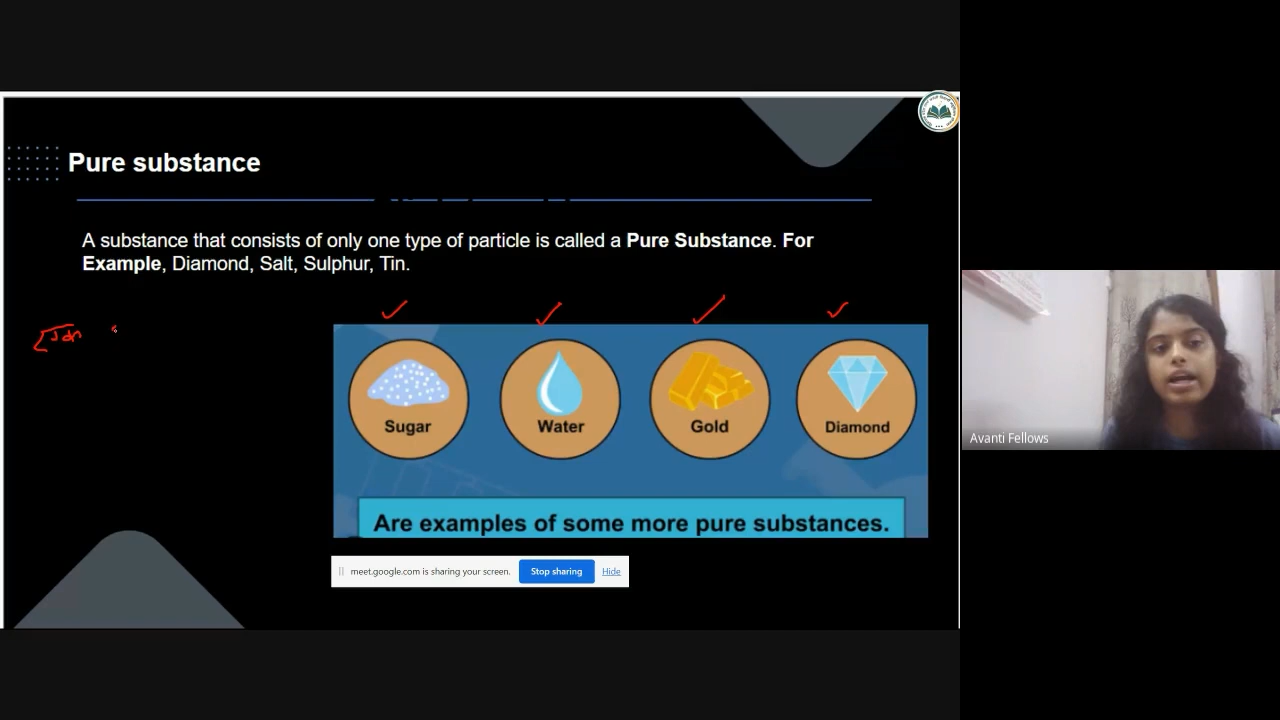 Pure substance
A substance that consists of only one type of particle is called a Pure Substance. For
Example, Diamond, Salt, Sulphur, Tin.
Sugar
Water
Gold
Diamond
Are examples of some more pure substances.
meet.google.com is sharing your screen.
Stop sharing
Hide
Avanti Fellows